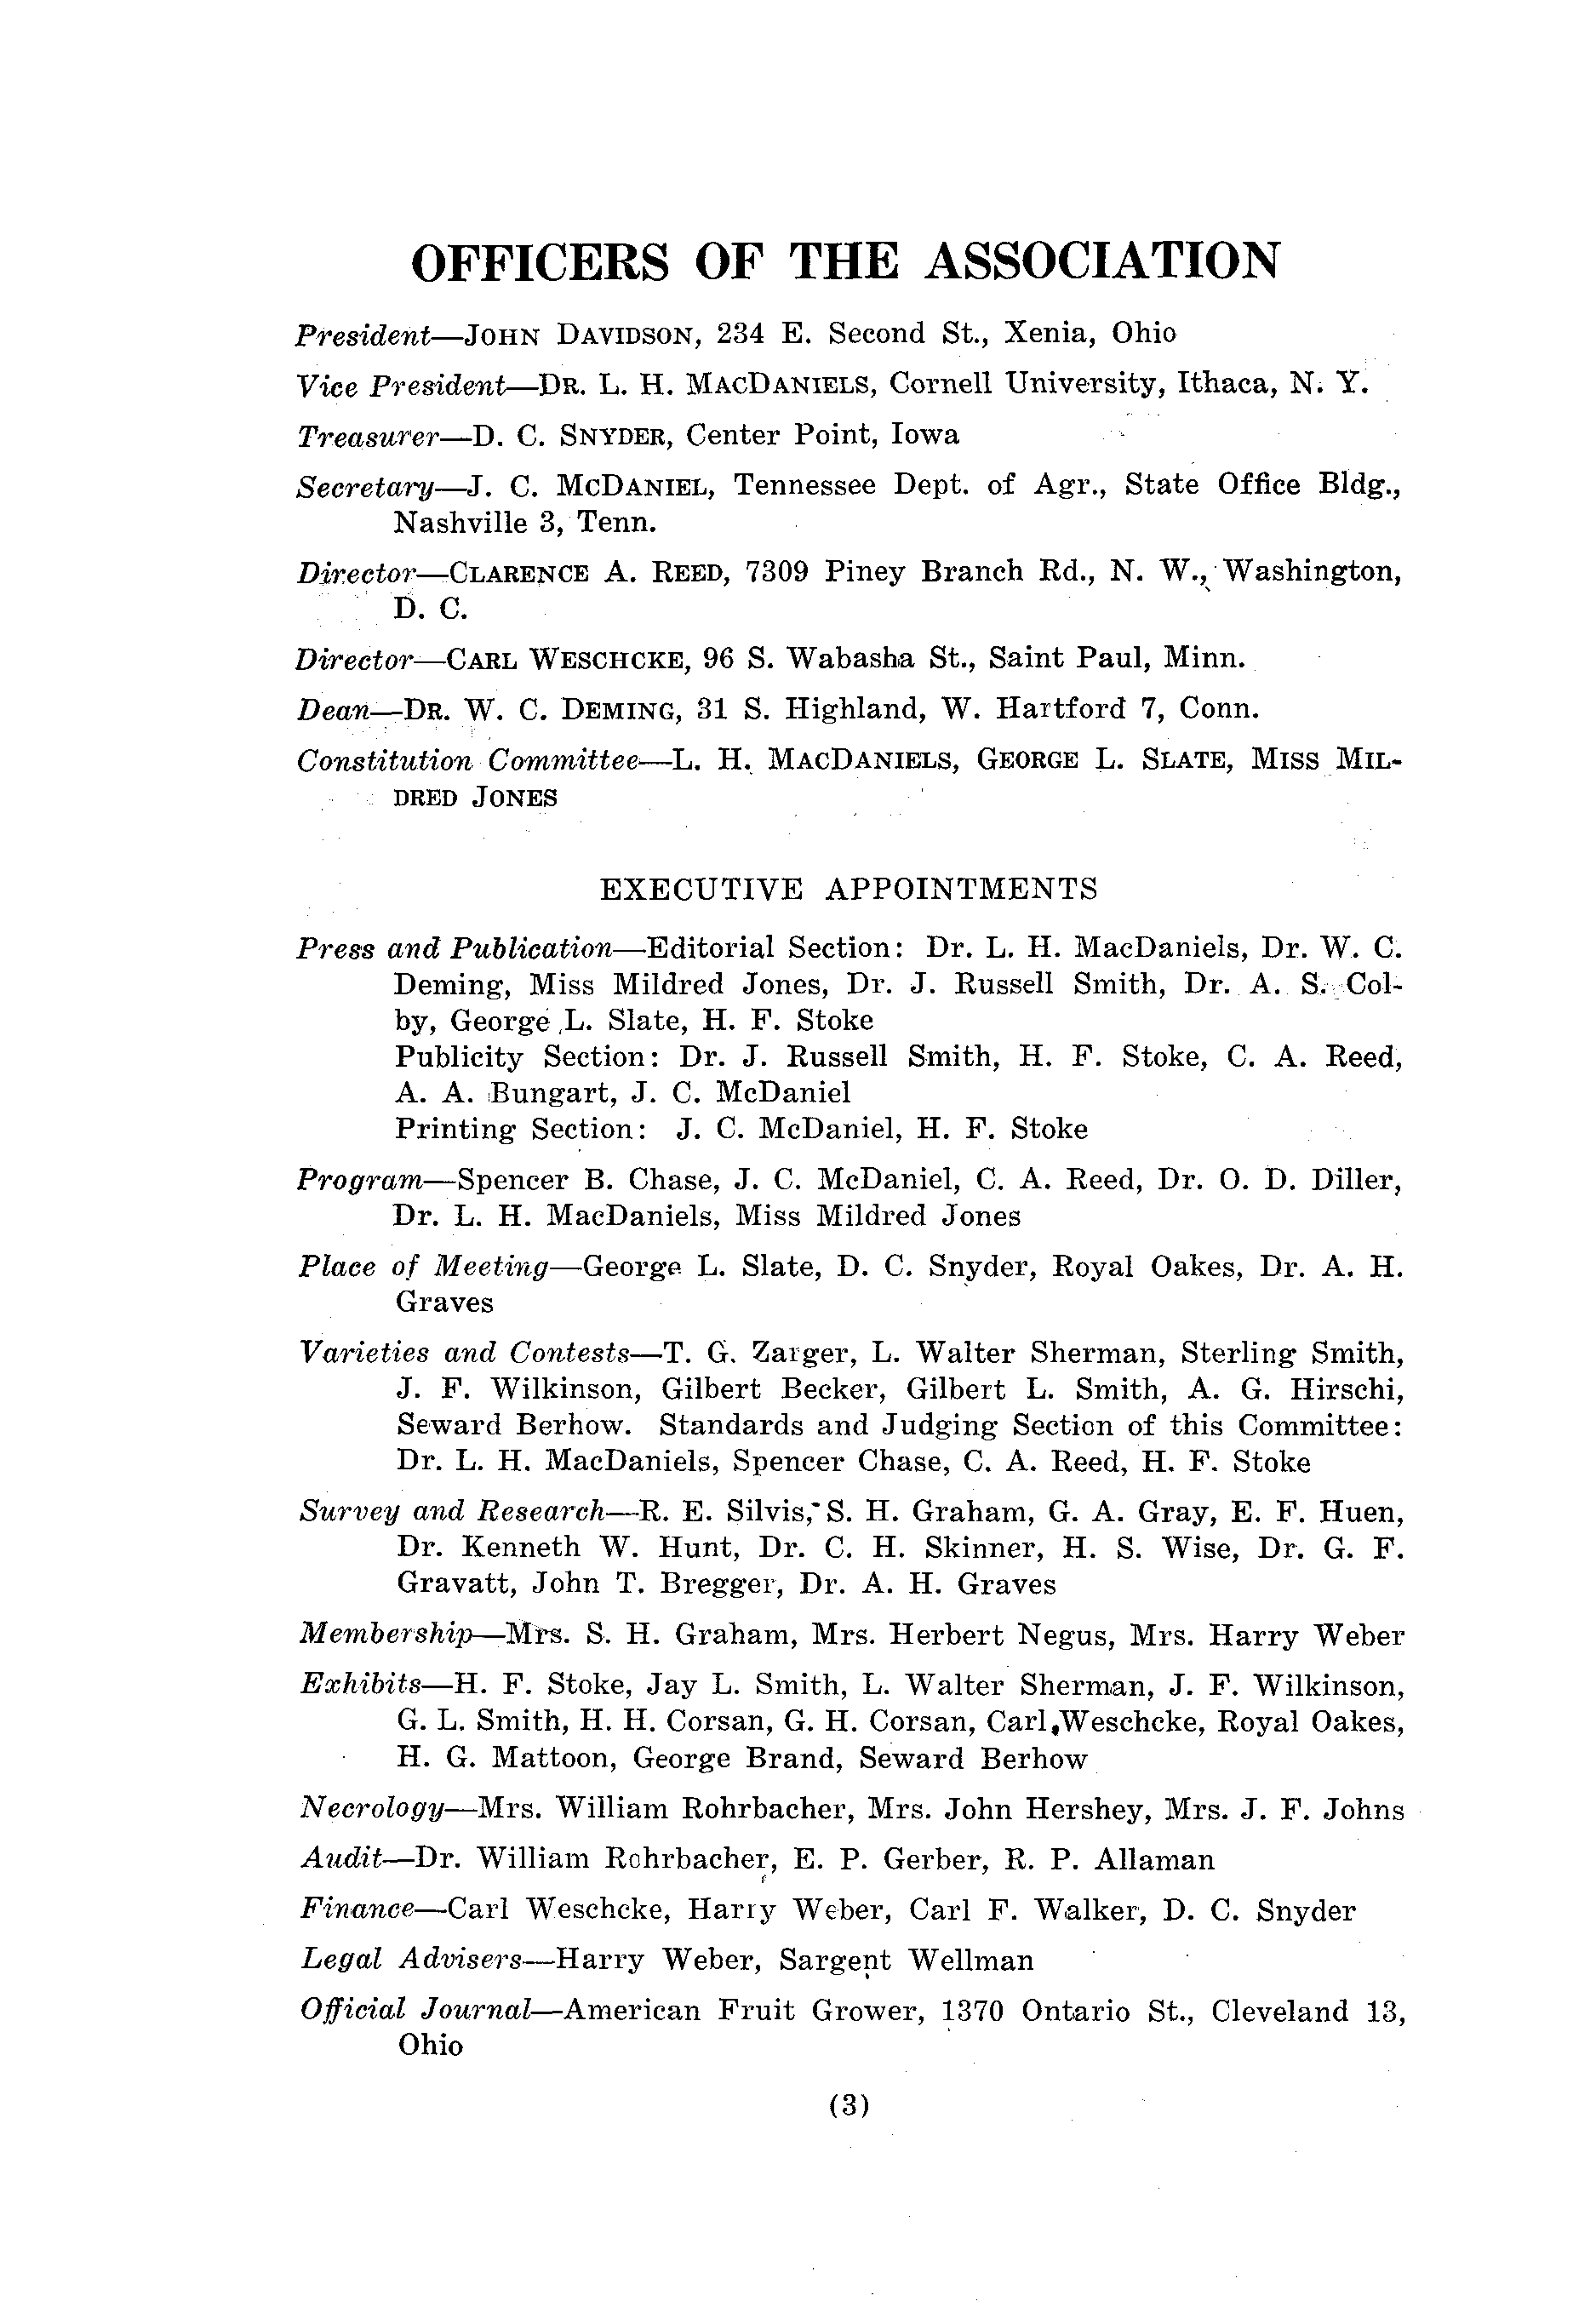 OFFICERS OF THE ASSOCIATION
President—JOHN DAVIDSON, 234 E. Second St., Xenia, Ohio
Vice President—DR. L. H. MACDANIELS, Cornell University, Ithaca, N. Y.
Treasurer—D. C. SNYDER, Center Point, Iowa
Secretary—J. C. MCDANIEL, Tennessee Dept. of Agr., State Office Bldg.,
Nashville 3, Tenn.
Director—CLARENCE A. REED, 7309 Piney Branch Rd., N. W., Washington,
D. C.
Director—CARL WESCHCKE, 96 S. Wabasha St., Saint Paul, Minn.
Dean—DR. W. C. DEMING, 31 S. Highland, W. Hartford 7, Conn.
Constitution Committee—L. H. MACDANIELS, GEORGE L. SLATE, MISS MIL-
DRED JONES
EXECUTIVE APPOINTMENTS
Press and Publication—Editorial Section: Dr. L. H. MacDaniels, Dr. W. C.
Deming, Miss Mildred Jones, Dr. J. Russell Smith, Dr. A. S. Col-
by, George L. Slate, H. F. Stoke
Publicity Section: Dr. J. Russell Smith, H. F. Stoke, C. A. Reed,
A. A. Bungart, J. C. McDaniel
Printing Section: J. C. McDaniel, H. F. Stoke
Program—Spencer B. Chase, J. C. McDaniel, C. A. Reed, Dr. O. D. Diller,
Dr. L. H. MacDaniels, Miss Mildred Jones
Place of Meeting—George L. Slate, D. C. Snyder, Royal Oakes, Dr. A. H.
Graves
Varieties and Contests—T. G. Zarger, L. Walter Sherman, Sterling Smith,
J. F. Wilkinson, Gilbert Becker, Gilbert L. Smith, A. G. Hirschi,
Seward Berhow. Standards and Judging Section of this Committee:
Dr. L. H. MacDaniels, Spencer Chase, C. A. Reed, H. F. Stoke
Survey and Research—R. E. Silvis, S. H. Graham, G. A. Gray, E. F. Huen,
Dr. Kenneth W. Hunt, Dr. C. H. Skinner, H. S. Wise, Dr. G. F.
Gravatt, John T. Bregger, Dr. A. H. Graves
Membership—Mrs. S. H. Graham, Mrs. Herbert Negus, Mrs. Harry Weber
Exhibits—H. F. Stoke, Jay L. Smith, L. Walter Sherman, J. F. Wilkinson,
G. L. Smith, H. H. Corsan, G. H. Corsan, Carl Weschcke, Royal Oakes,
H. G. Mattoon, George Brand, Seward Berhow
Necrology—Mrs. William Rohrbacher, Mrs. John Hershey, Mrs. J. F. Johns
Audit—Dr. William Rohrbacher, E. P. Gerber, R. P. Allaman
Finance—Carl Weschcke, Harry Weber, Carl F. Walker, D. C. Snyder
Legal Advisers—Harry Weber, Sargent Wellman
Official Journal—American Fruit Grower, 1370 Ontario St., Cleveland 13,
Ohio
(3)